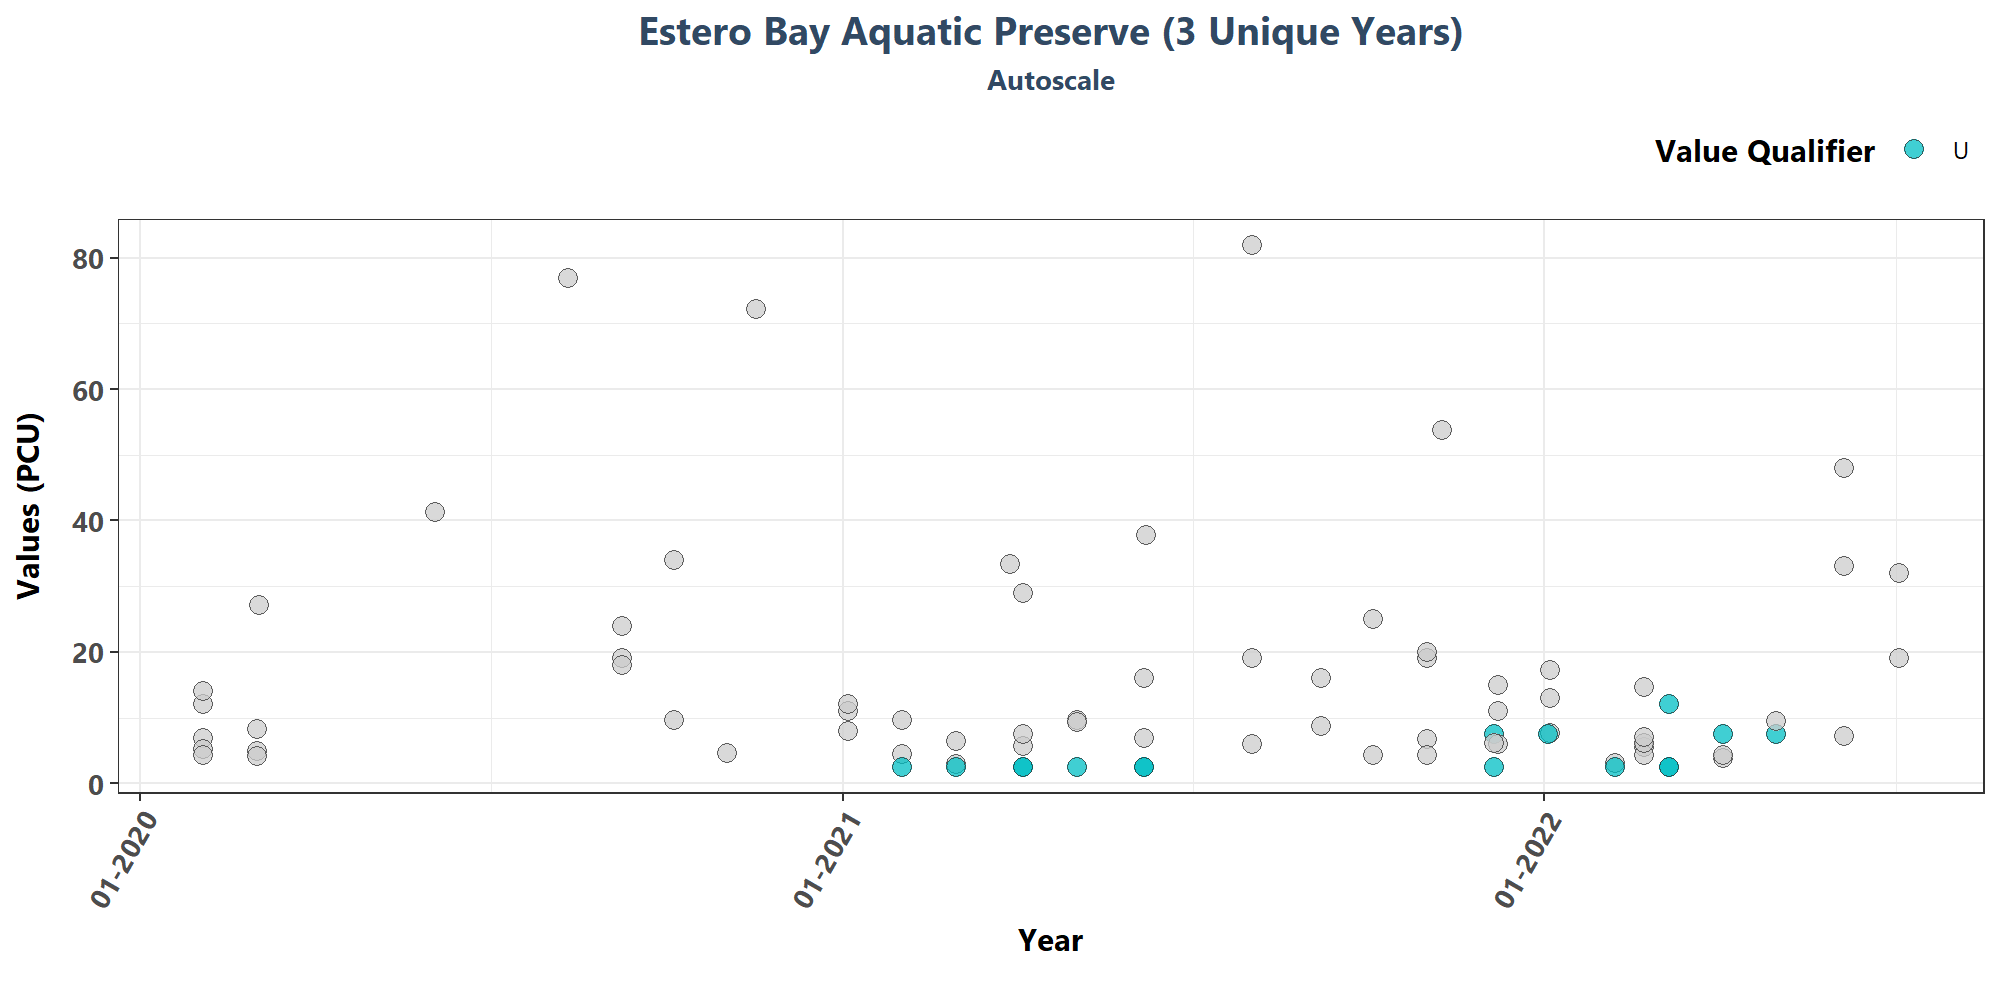 Estero Bay Aquatic Preserve (3 Unique Years)
Autoscale
Value Qualifier U
Values (PCU)
80
60
40
20
0
01-2020
01-2021
01-2022
Year